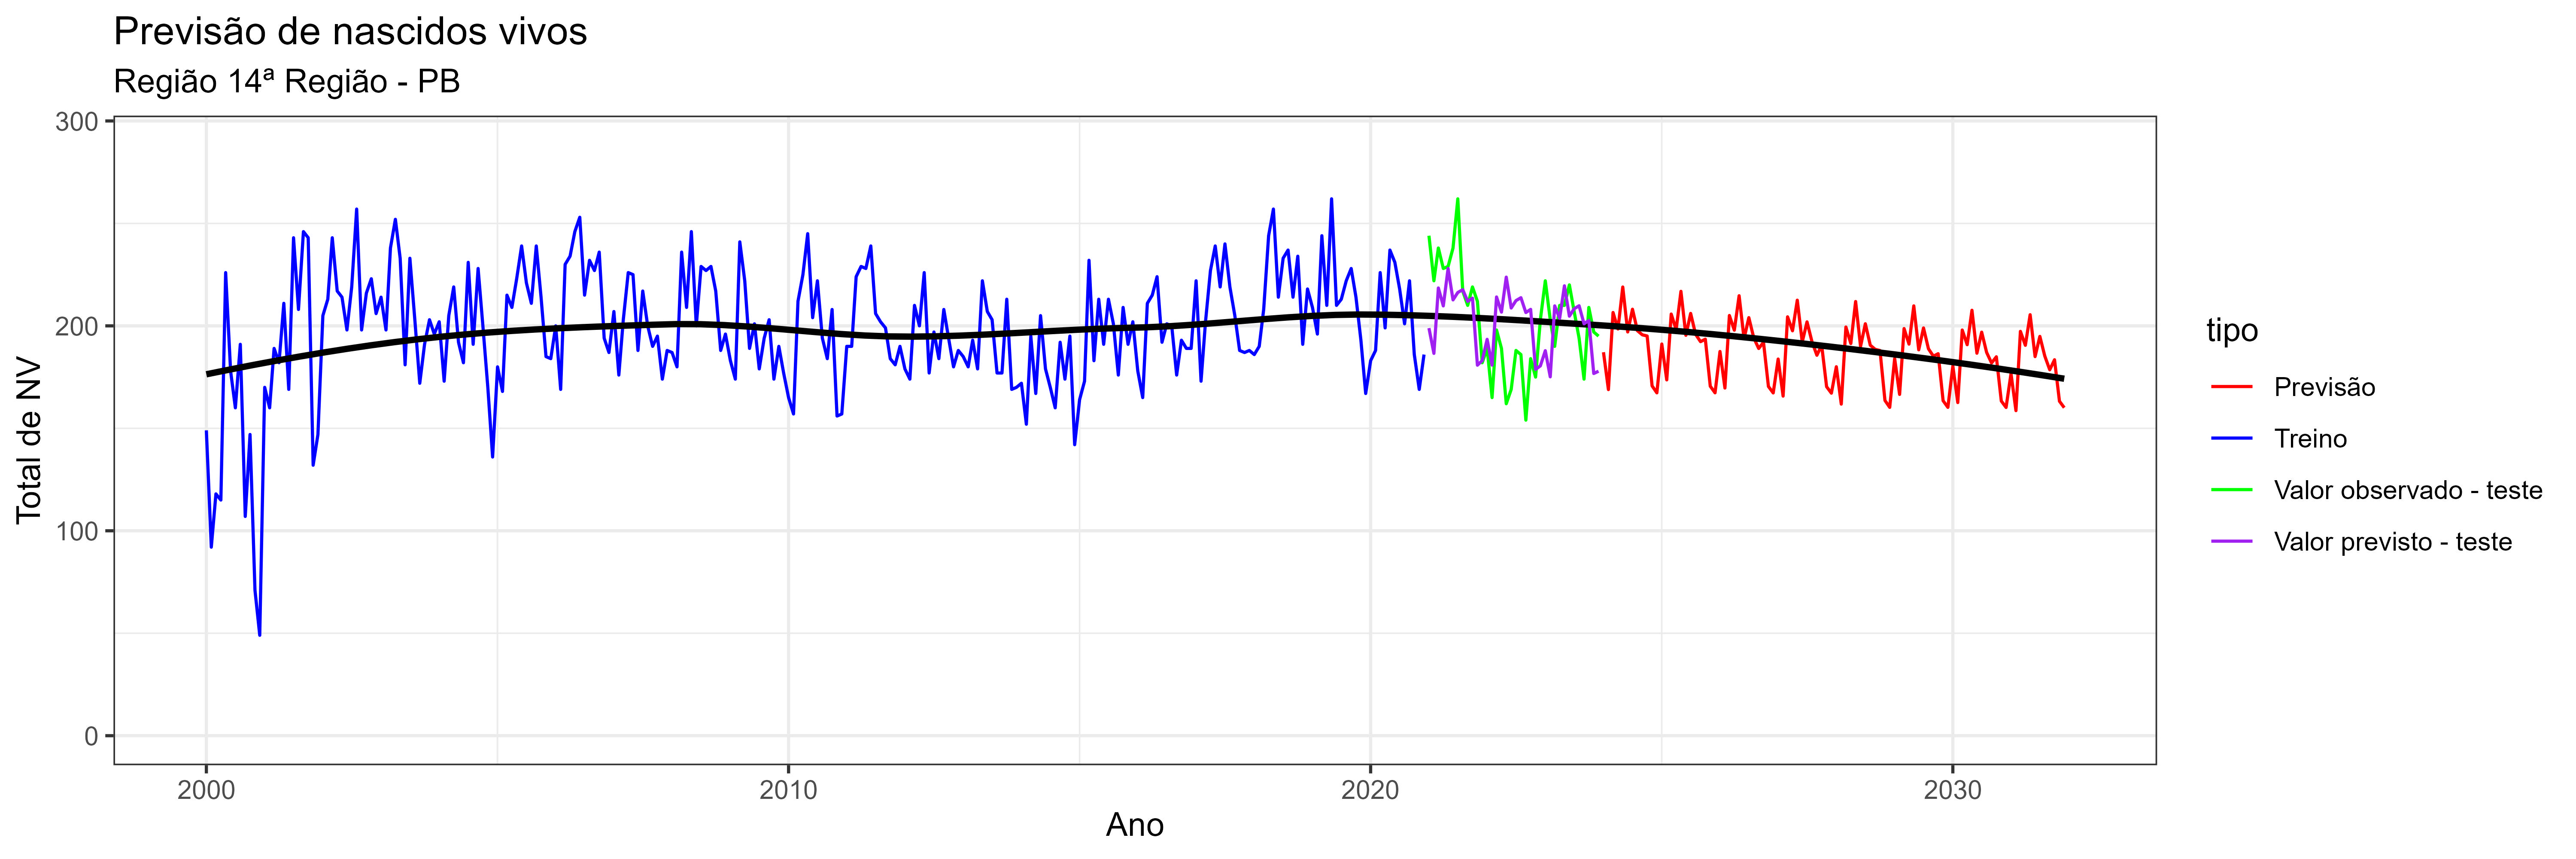 Previsão de nascidos vivos
Região 14ª Região - PB
Total de NV
300
200
100
0
2000
2010
2020
2030
Ano
tipo
Previsão
Treino
Valor observado - teste
Valor previsto - teste